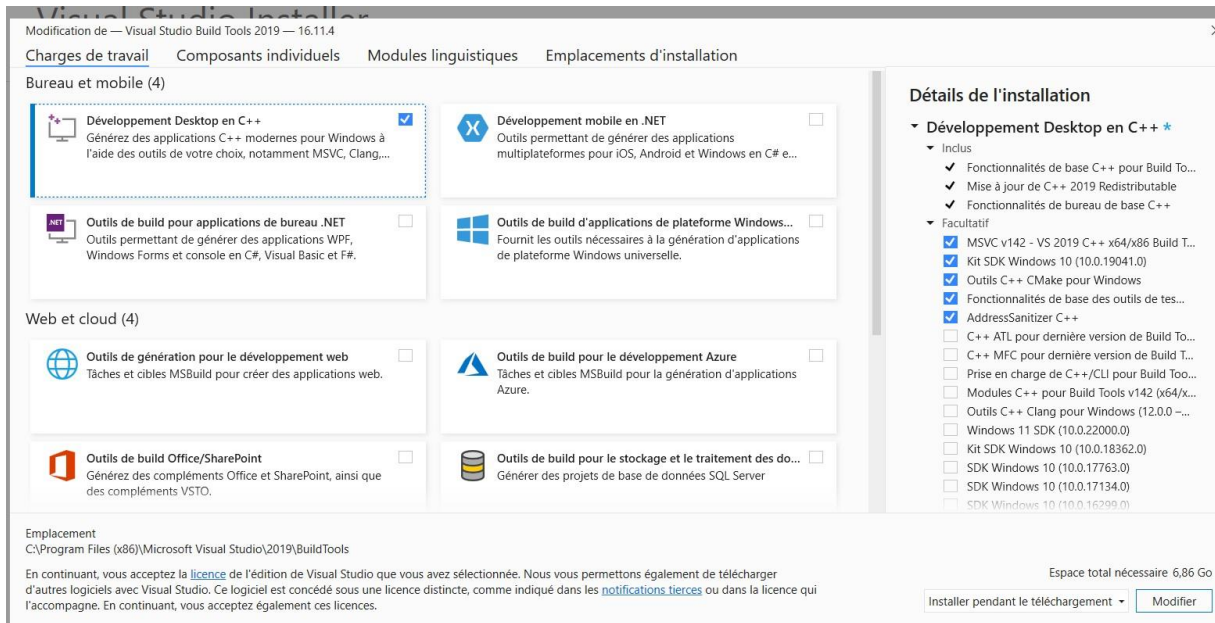 Visual Studio Installer
Modification de — Visual Studio Build Tools 2019 — 16.11.4
Charges de travail
Composants individuels
Modules linguistiques
Emplacements d'installation
Bureau et mobile (4)
Développement Desktop en C++
Générez des applications C++ modernes pour Windows à
l'aide des outils de votre choix, notamment MSVC, Clang,...
Développement mobile en .NET
Outils permettant de générer des applications
multiplateformes pour iOS, Android et Windows en C# e...
.NET
Outils de build pour applications de bureau .NET
Outils permettant de générer des applications WPF,
Windows Forms et console en C#, Visual Basic et F#.
Outils de build d'applications de plateforme Windows...
Fournit les outils nécessaires à la génération d'applications
de plateforme Windows universelle.
Web et cloud (4)
Outils de génération pour le développement web
Tâches et cibles MSBuild pour créer des applications web.
Outils de build pour le développement Azure
Tâches et cibles MSBuild pour la génération d'applications
Azure.
Outils de build Office/SharePoint
Générez des compléments Office et SharePoint, ainsi que
des compléments VSTO.
Outils de build pour le stockage et le traitement des do...
Générer des projets de base de données SQL Server
Détails de l'installation
Développement Desktop en C++ *
Inclus
Fonctionnalités de base C++ pour Build To...
Mise à jour de C++ 2019 Redistributable
Fonctionnalités de bureau de base C++
Facultatif
MSVC v142 - VS 2019 C++ x64/x86 Build T...
Kit SDK Windows 10 (10.0.19041.0)
Outils C++ CMake pour Windows
Fonctionnalités de base des outils de tes...
AddressSanitizer C++
C++ ATL pour dernière version de Build To...
C++ MFC pour dernière version de Build T...
Prise en charge de C++/CLI pour Build Too...
Modules C++ pour Build Tools v142 (x64/x...
Outils C++ Clang pour Windows (12.0.0 –...
Windows 11 SDK (10.0.22000.0)
Kit SDK Windows 10 (10.0.18362.0)
SDK Windows 10 (10.0.17763.0)
SDK Windows 10 (10.0.17134.0)
SDK Windows 10 (10.0.16299.0)
Emplacement
C:\Program Files (x86)\Microsoft Visual Studio\2019\BuildTools
En continuant, vous acceptez la licence de l'édition de Visual Studio que vous avez sélectionnée. Nous vous permettons également de télécharger
d'autres logiciels avec Visual Studio. Ce logiciel est concédé sous une licence distincte, comme indiqué dans les notifications tierces ou dans la licence qui
l'accompagne. En continuant, vous acceptez également ces licences.
Espace total nécessaire 6,86 Go
Installer pendant le téléchargement
Modifier